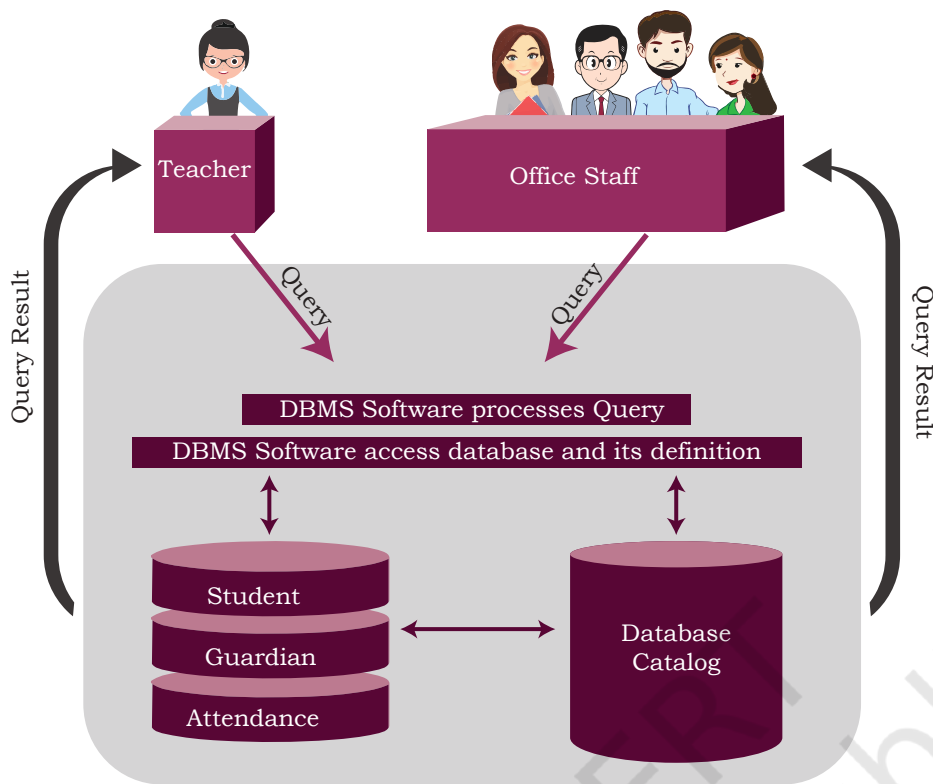 Teacher
Office Staff
Query
Query
Query Result
Query Result
DBMS Software processes Query
DBMS Software access database and its definition
Student
Guardian
Attendance
Database
Catalog